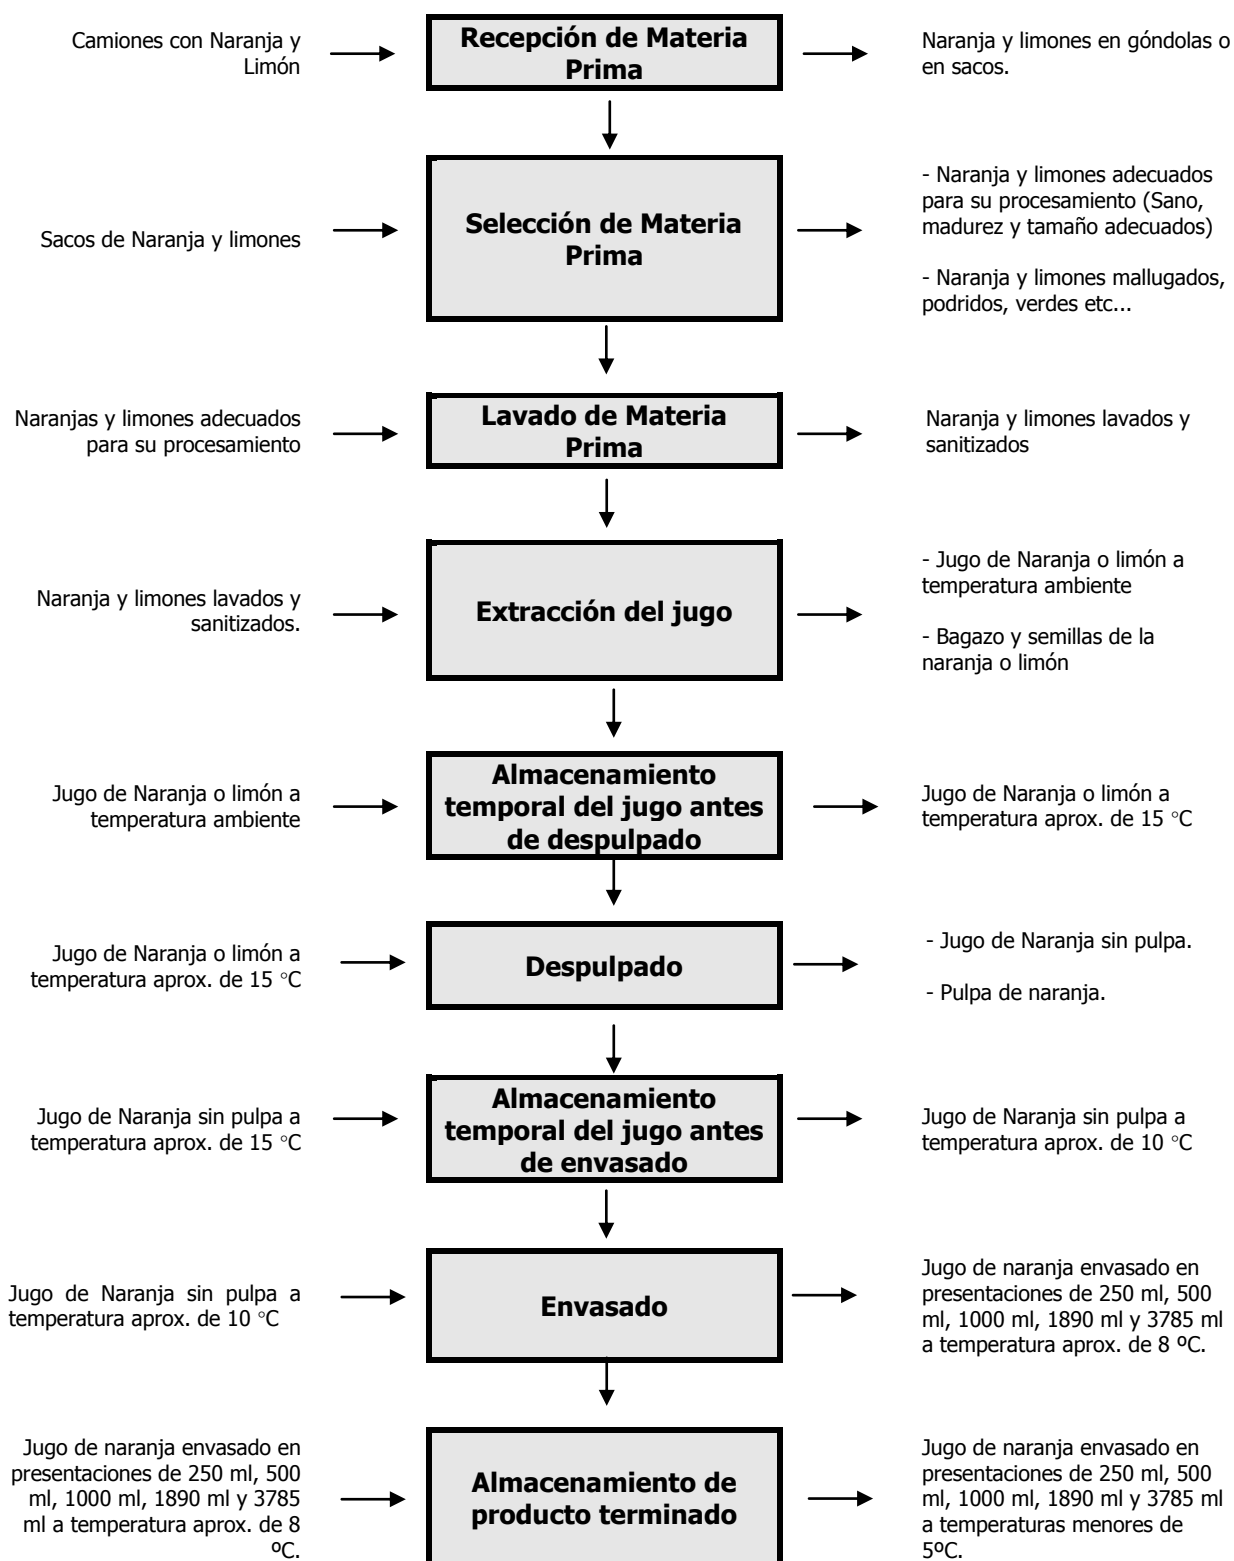 Camiones con Naranja y
Limón
Recepción de Materia
Prima
Naranja y limones en góndolas o
en sacos.
Sacos de Naranja y limones
Selección de Materia
Prima
- Naranja y limones adecuados
para su procesamiento (Sano,
madurez y tamaño adecuados)
- Naranja y limones mallugados,
podridos, verdes etc...
Naranjas y limones adecuados
para su procesamiento
Lavado de Materia
Prima
Naranja y limones lavados y
sanitizados
Naranja y limones lavados y
sanitizados.
Extracción del jugo
- Jugo de Naranja o limón a
temperatura ambiente
- Bagazo y semillas de la
naranja o limón
Jugo de Naranja o limón a
temperatura ambiente
Almacenamiento
temporal del jugo antes
de despulpado
Jugo de Naranja o limón a
temperatura aprox. de 15 °C
Jugo de Naranja o limón a
temperatura aprox. de 15 °C
Despulpado
- Jugo de Naranja sin pulpa.
- Pulpa de naranja.
Jugo de Naranja sin pulpa a
temperatura aprox. de 15 °C
Almacenamiento
temporal del jugo antes
de envasado
Jugo de Naranja sin pulpa a
temperatura aprox. de 10 °C
Jugo de Naranja sin pulpa a
temperatura aprox. de 10 °C
Envasado
Jugo de naranja envasado en
presentaciones de 250 ml, 500
ml, 1000 ml, 1890 ml y 3785 ml
a temperatura aprox. de 8 ºC.
Jugo de naranja envasado en
presentaciones de 250 ml, 500
ml, 1000 ml, 1890 ml y 3785
ml a temperatura aprox. de 8
ºC.
Almacenamiento de
producto terminado
Jugo de naranja envasado en
presentaciones de 250 ml, 500
ml, 1000 ml, 1890 ml y 3785 ml
a temperaturas menores de
5ºC.